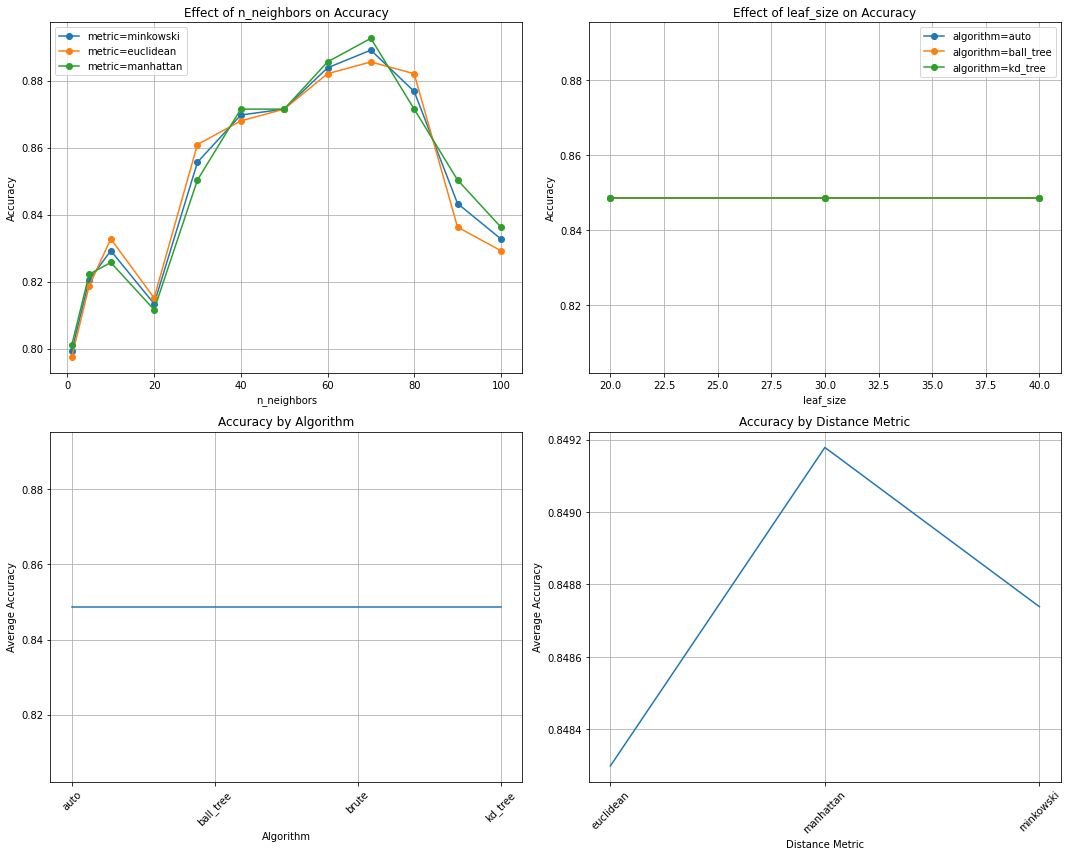 Effect of n_neighbors on Accuracy
metric=minkowski
metric=euclidean
metric=manhattan
Accuracy
0.88
0.86
0.84
0.82
0.80
0
20
40
60
80
100
n_neighbors
Effect of leaf_size on Accuracy
algorithm=auto
algorithm=ball_tree
algorithm=kd_tree
Accuracy
0.88
0.86
0.84
0.82
20.0
22.5
25.0
27.5
30.0
32.5
35.0
37.5
40.0
leaf_size
Accuracy by Algorithm
Average Accuracy
0.88
0.86
0.84
0.82
auto
ball_tree
brute
kd_tree
Algorithm
Accuracy by Distance Metric
Average Accuracy
0.8492
0.8490
0.8488
0.8486
0.8484
euclidean
manhattan
minkowski
Distance Metric